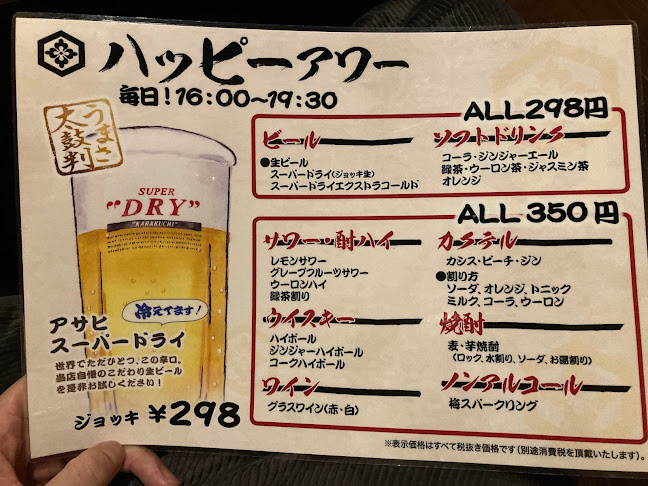 ハッピーアワー
毎日!16:00~19:30
うまさ
太鼓判
SUPER
"DRY"
"KARAKUCHI"
冷えてます!
アサヒ
スーパードライ
世界でただひとつ、この辛口。
当店自慢のこだわり生ビール
を是非お試しください!
ジョッキ ¥298
ALL298円
ビール
●生ビール
スーパードライ(ジョッキ生)
スーパードライエクストラコールド
ソフトドリンク
コーラ・ジンジャーエール
緑茶・ウーロン茶・ジャスミン茶
オレンジ
ALL350円
サワー・酎ハイ
レモンサワー
グレープフルーツサワー
ウーロンハイ
緑茶割り
カクテル
カシス・ピーチ・ジン
●割り方
ソーダ、オレンジ、トニック
ミルク、コーラ、ウーロン
ウイスキー
ハイボール
ジンジャーハイボール
コークハイボール
焼酎
麦・芋焼酎
(ロック、水割り、ソーダ、お湯割り)
ワイン
グラスワイン(赤・白)
ノンアルコール
梅スパークリング
※表示価格はすべて税抜き価格です(別途消費税を頂戴いたします)。